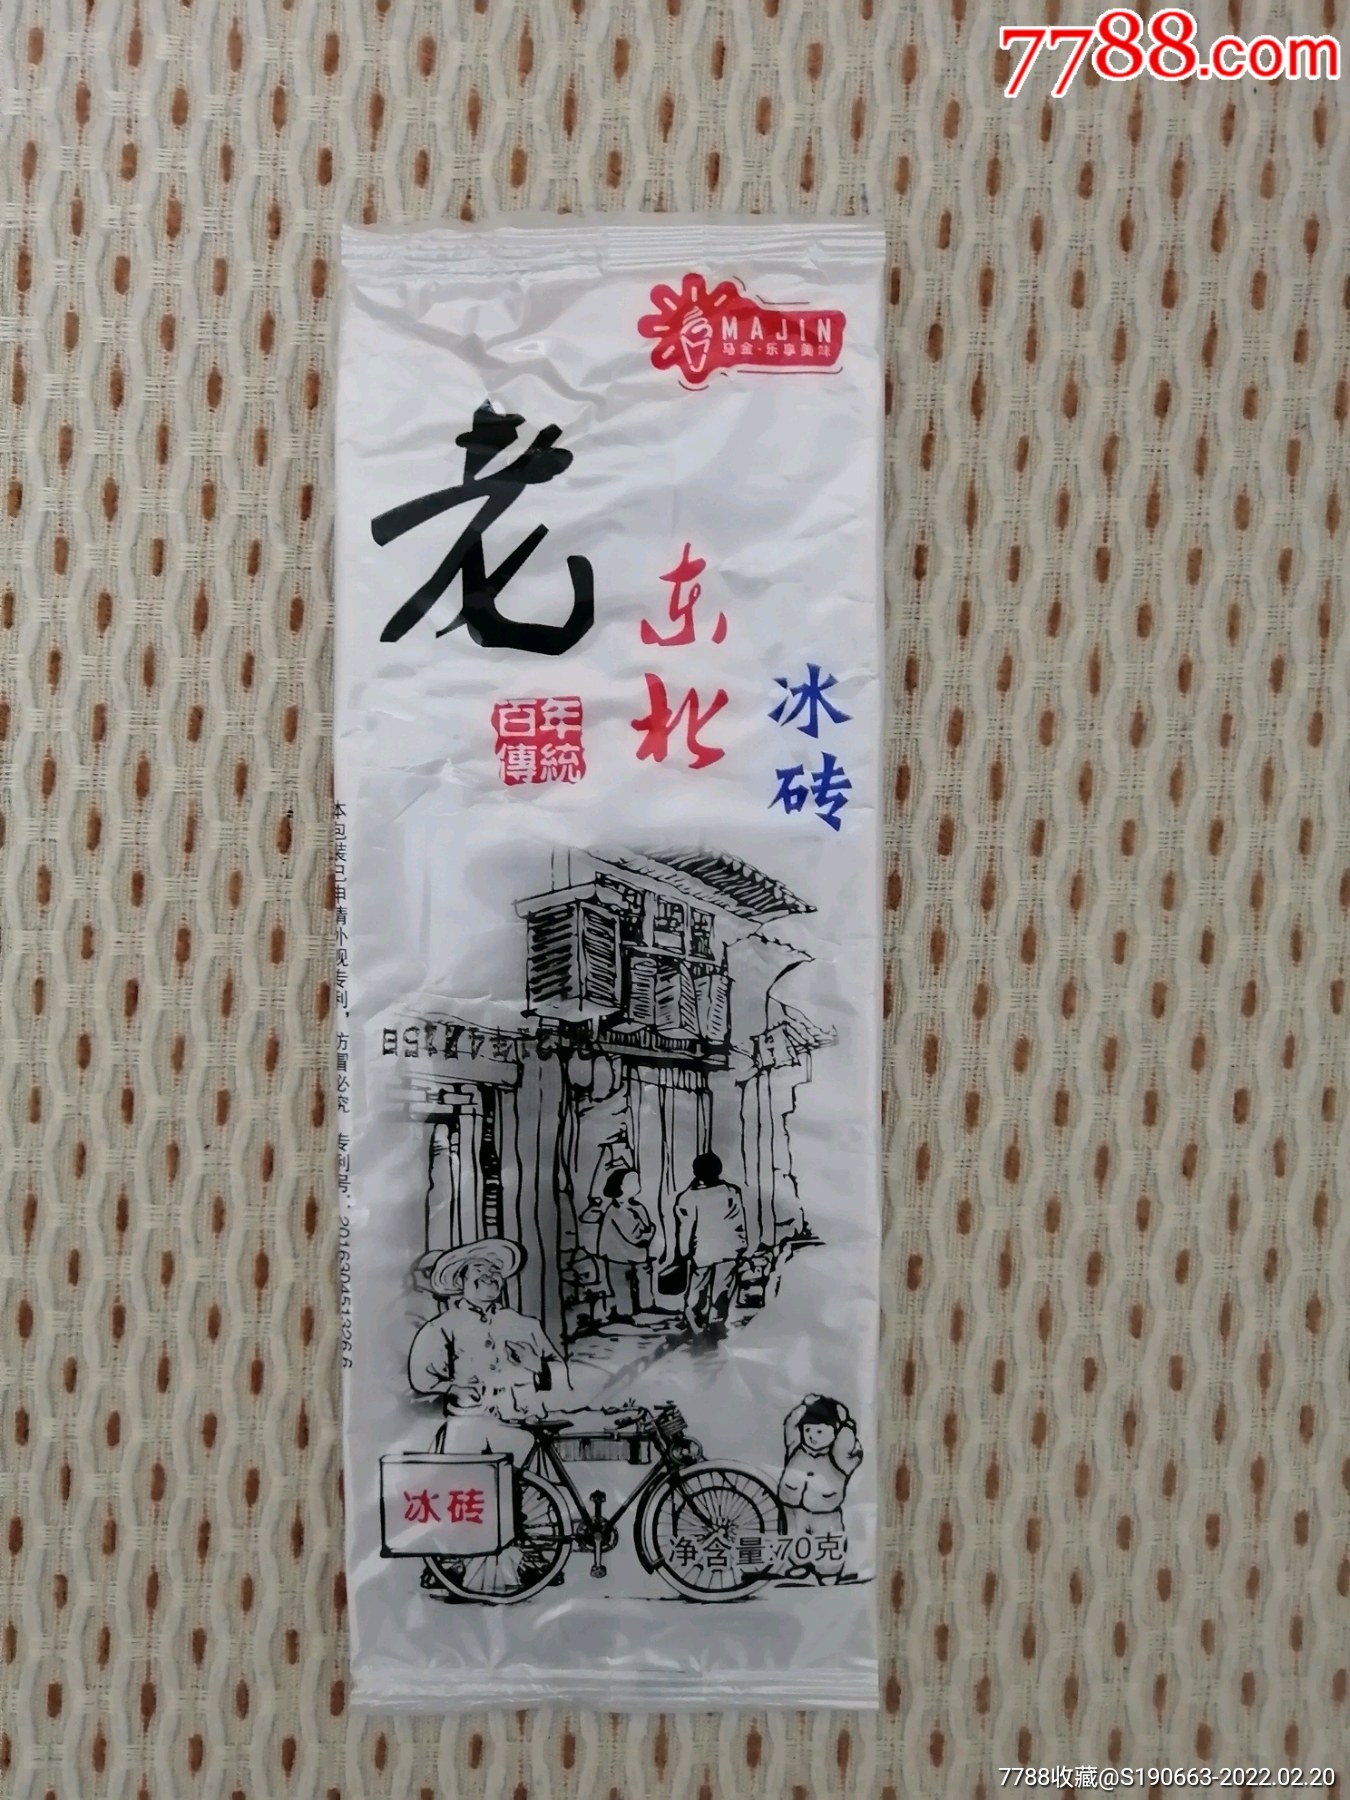 7788.com
MAJIN
马金·乐享美味
老
东北
冰砖
百年
傳統
本包装已申请外观专利，仿冒必究 专利号：201630451326.6
冰砖
净含量:70克
7788收藏@S190663-2022.02.20